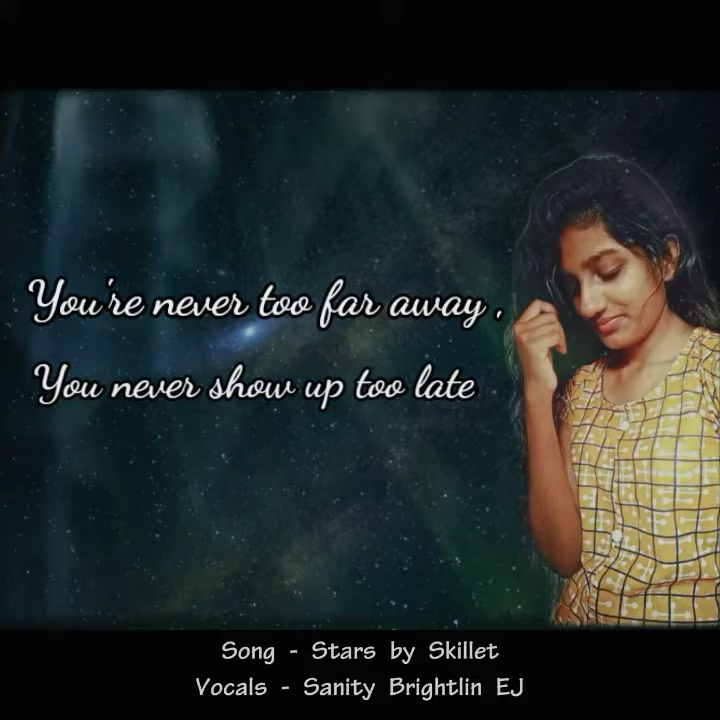 You're never too far away ,
You never show up too late
Song - Stars by Skillet
Vocals - Sanity Brightlin EJ